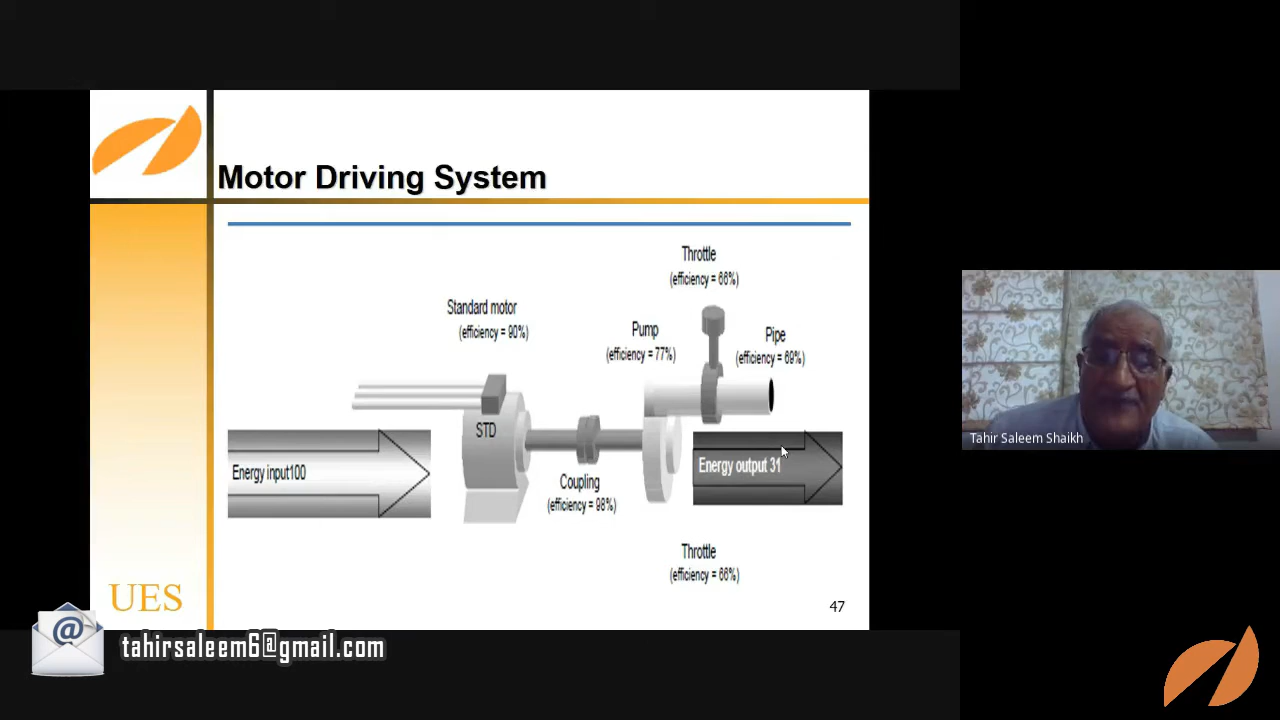 Motor Driving System
Throttle
(efficiency = 66%)
Standard motor
(efficiency = 90%)
Pump
(efficiency = 77%)
Pipe
(efficiency = 69%)
STD
Energy input100
Energy output 31
Coupling
(efficiency = 98%)
Throttle
(efficiency = 66%)
UES
47
@
tahirsaleem6@gmail.com
Tahir Saleem Shaikh